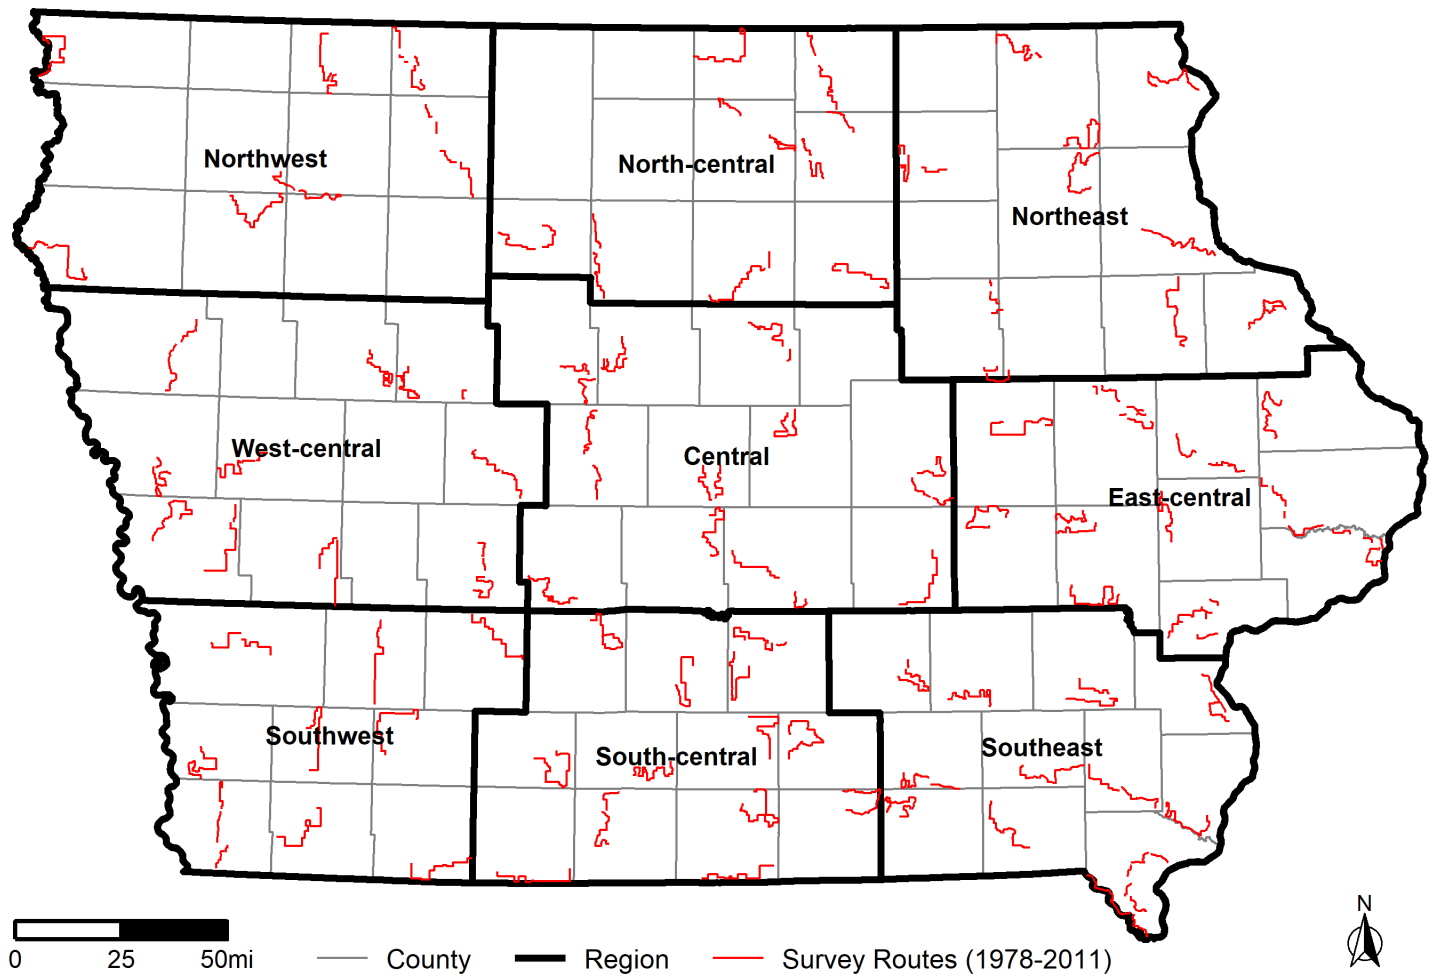 Northwest
North-central
Northeast
West-central
Central
East-central
Southwest
South-central
Southeast
N
0 25 50mi
County
Region
Survey Routes (1978-2011)